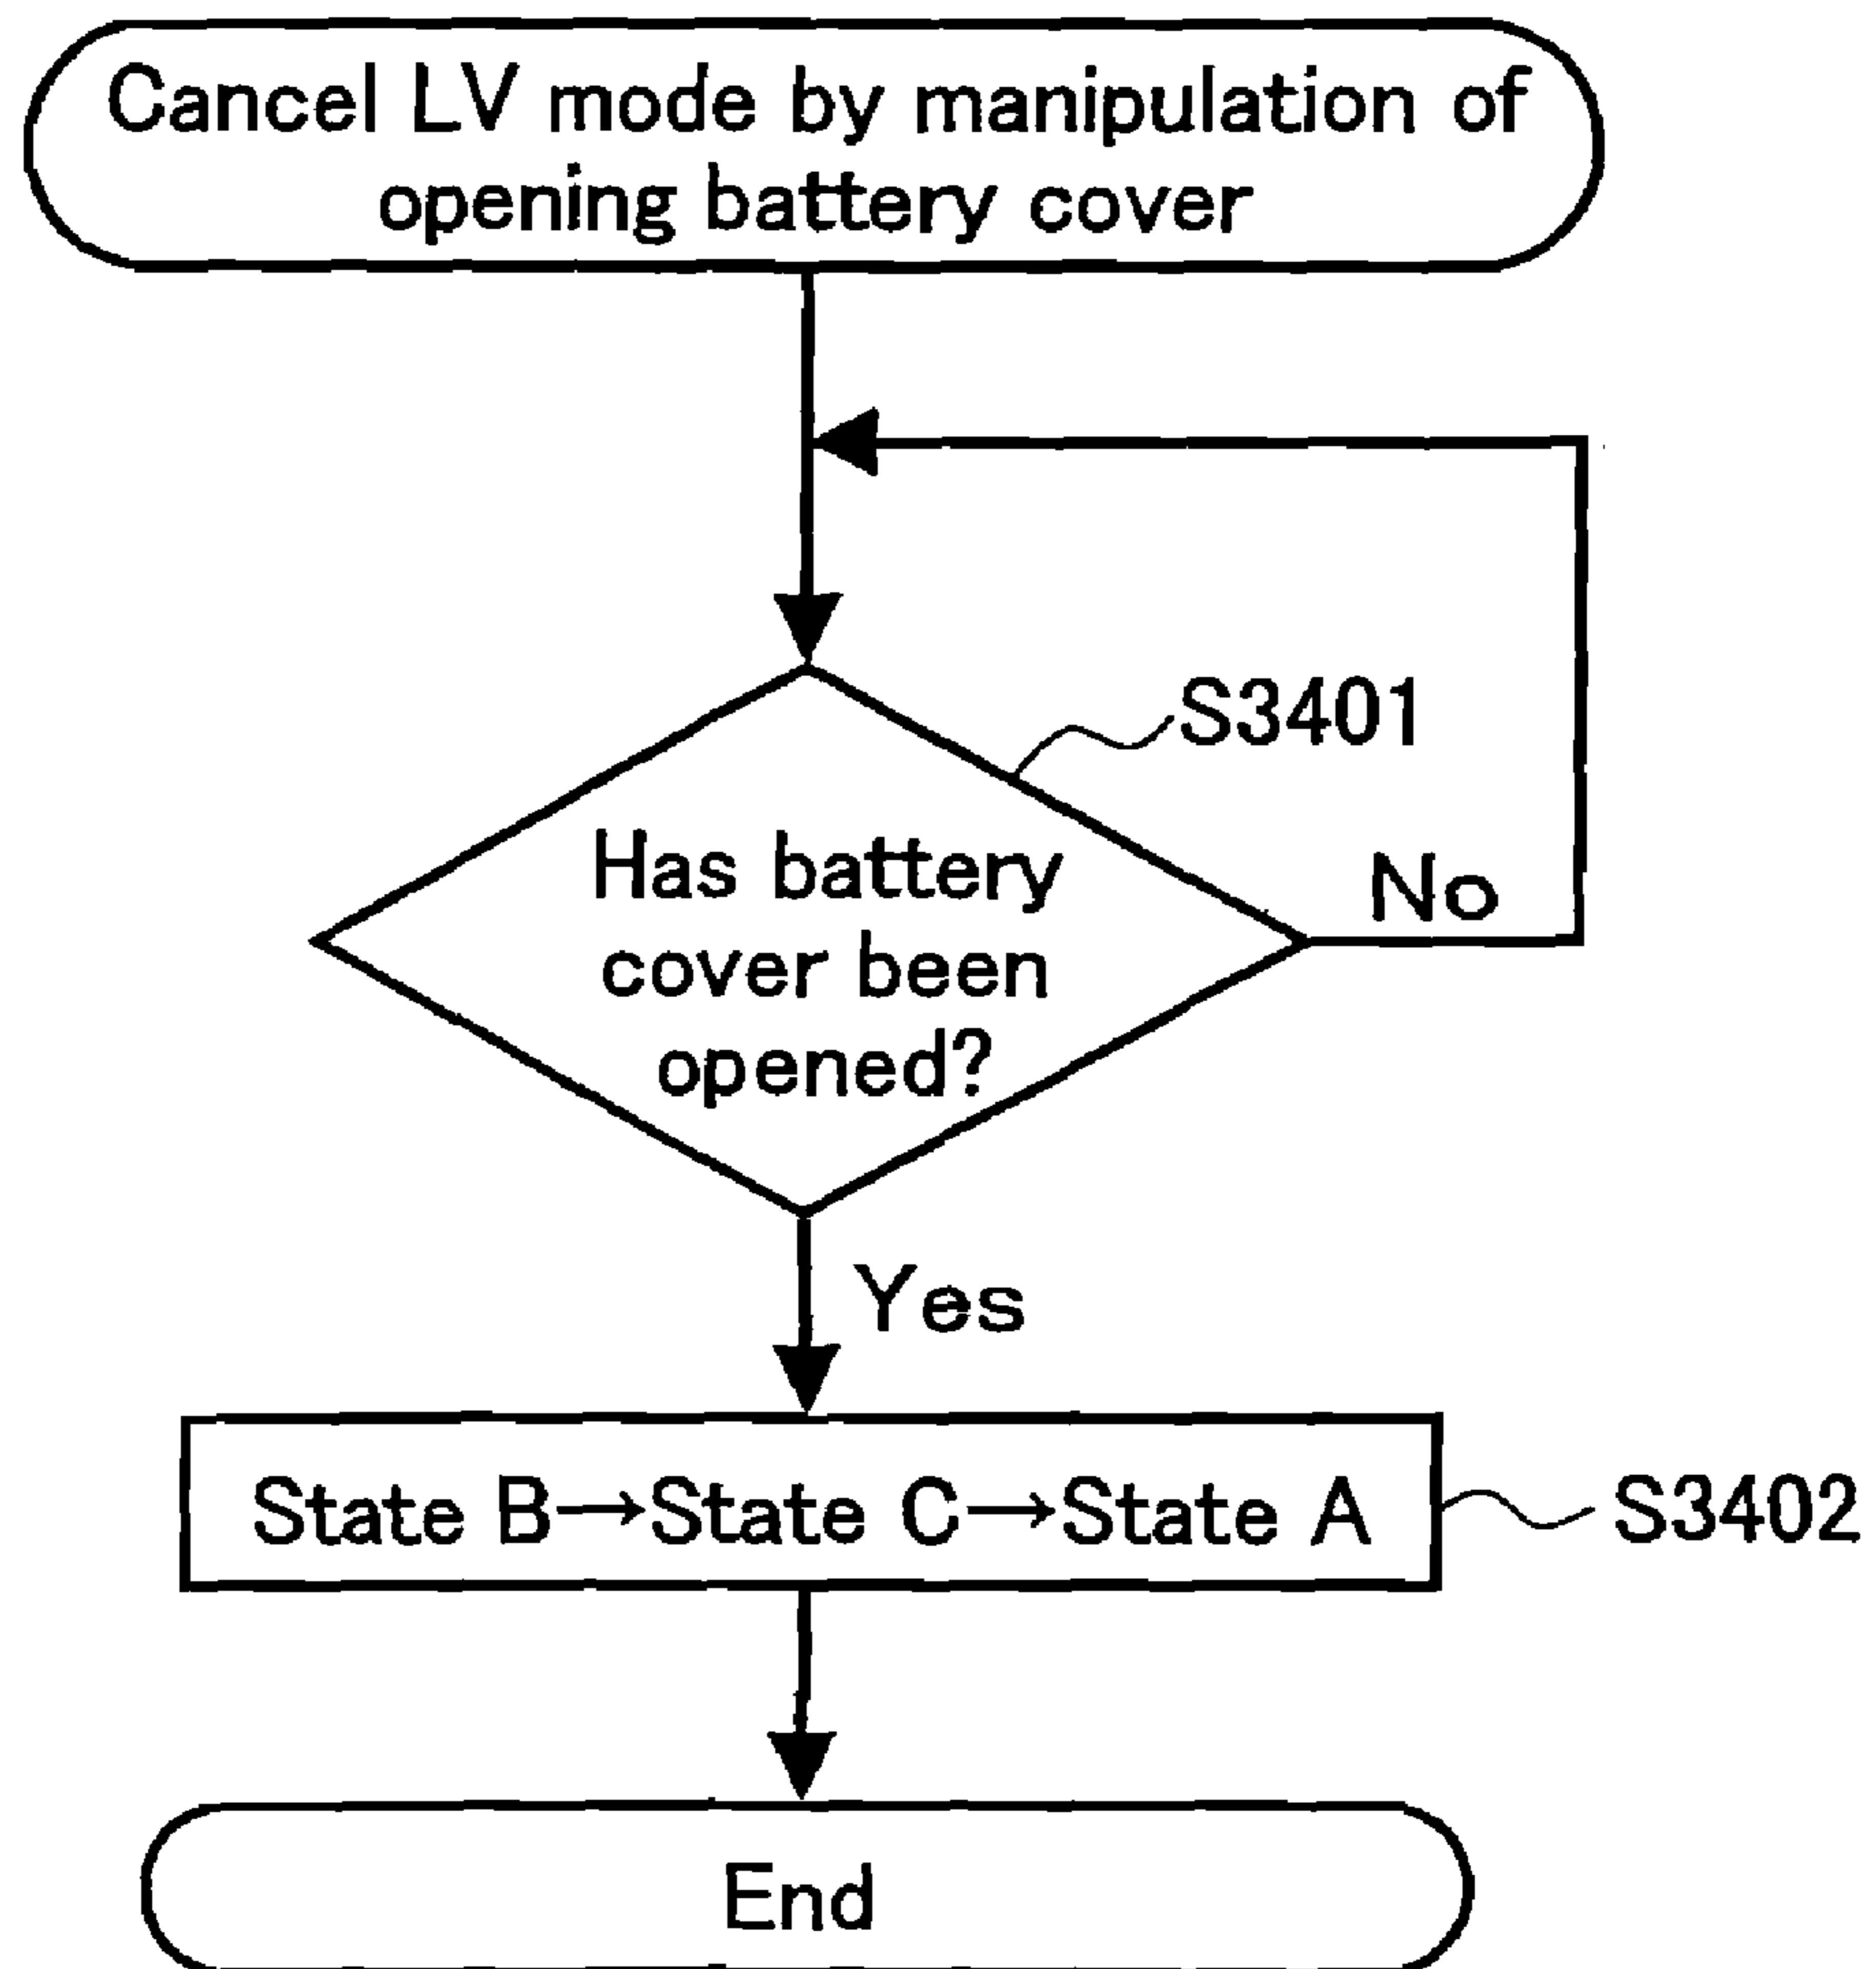 Cancel LV mode by manipulation of
opening battery cover
S3401
Has battery
cover been
opened?
No
Yes
State B→State C→State A
S3402
End